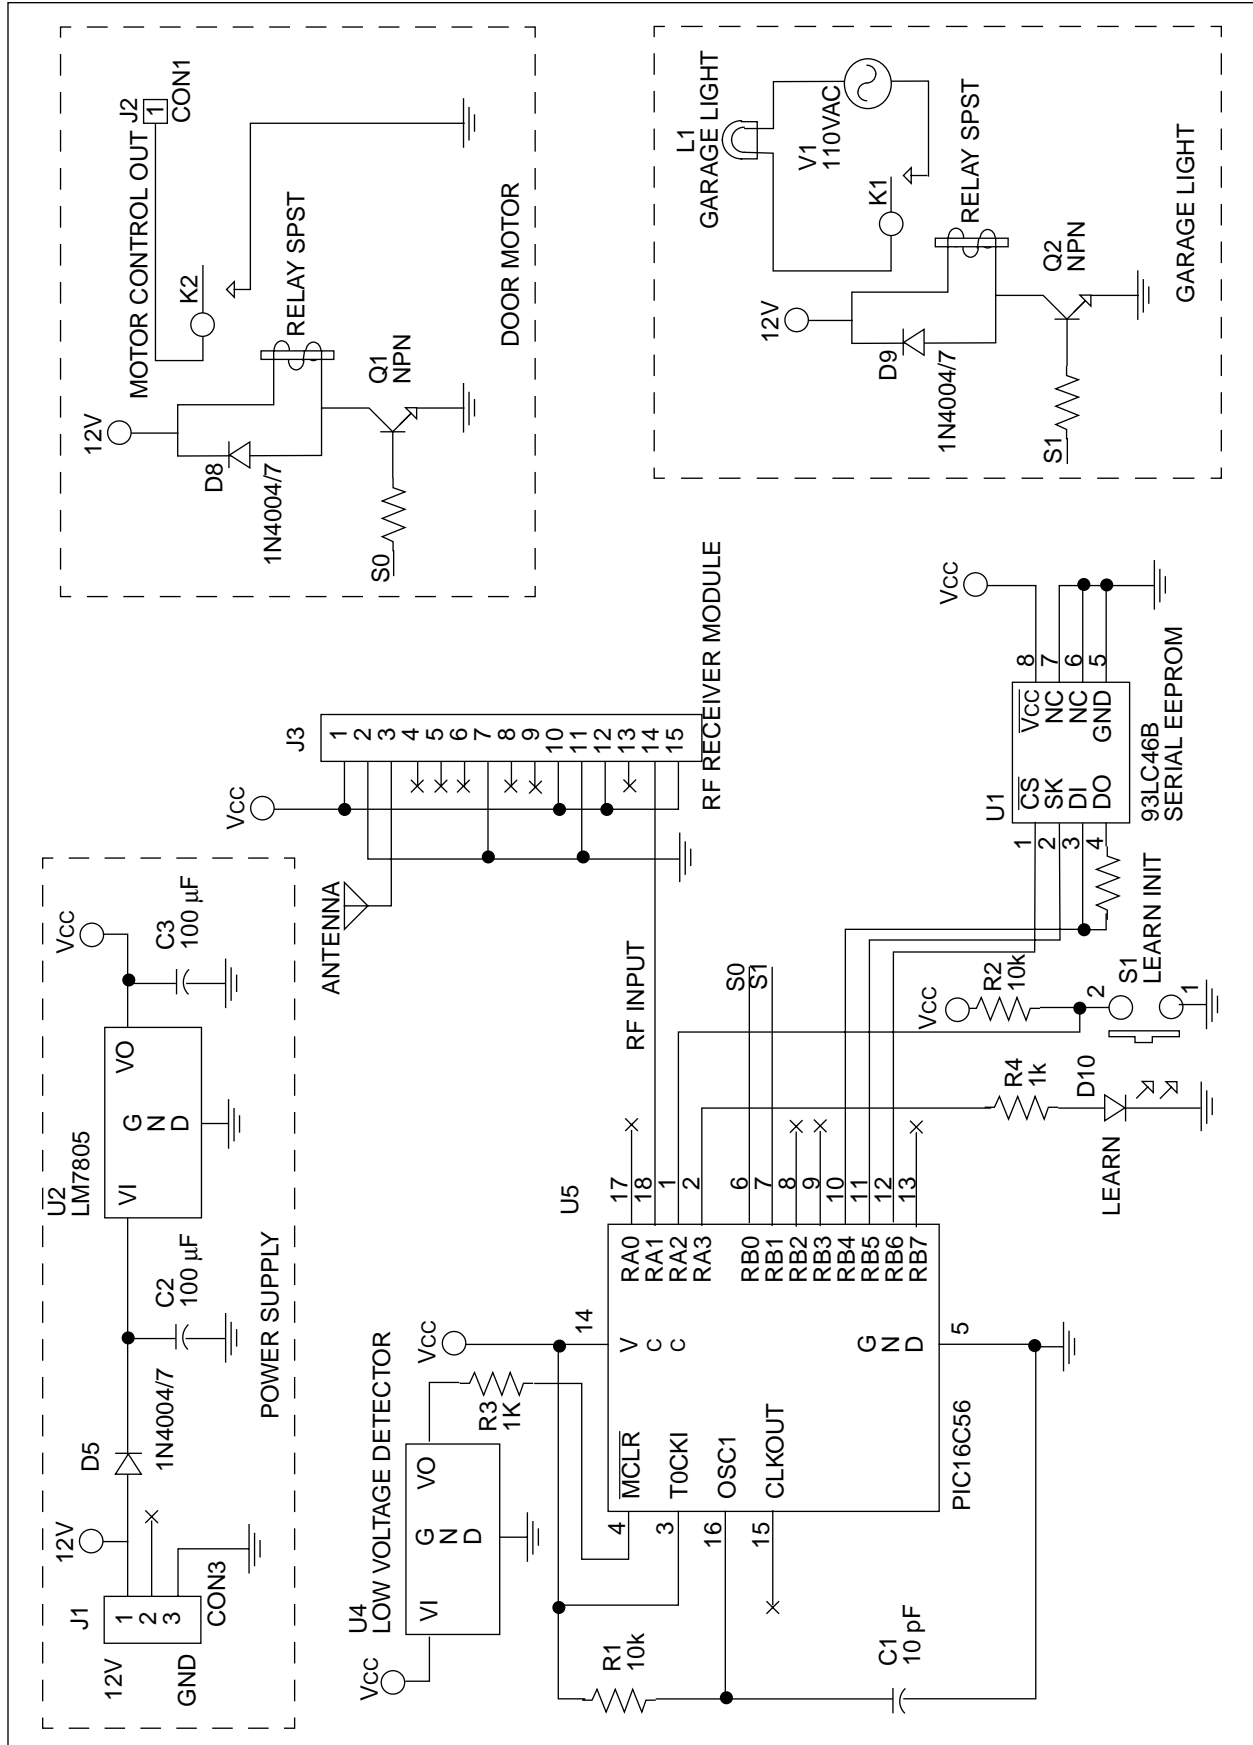 J1
12V
1
2
3
GND
CON3
12V
D5
1N4004/7
C2
100 µF
U2
LM7805
VI
VO
G
N
D
VCC
C3
100 µF
POWER SUPPLY
12V
D8
1N4004/7
S0
MOTOR CONTROL OUT
J2
1
CON1
K2
RELAY SPST
Q1
NPN
DOOR MOTOR
VCC
U4
LOW VOLTAGE DETECTOR
VI
VO
G
N
D
R3
1K
VCC
ANTENNA
VCC
J3
1
2
3
4
5
6
7
8
9
10
11
12
13
14
15
RF RECEIVER MODULE
RF INPUT
R1
10k
C1
10 pF
U5
14
V
C
C
4
MCLR
3
T0CKI
16
OSC1
15
CLKOUT
G
N
D
5
PIC16C56
RA0
17
RA1
18
RA2
1
RA3
2
RB0
6
RB1
7
RB2
8
RB3
9
RB4
10
RB5
11
RB6
12
RB7
13
S0
S1
R4
1k
D10
LEARN
VCC
R2
10k
2
S1
1
LEARN INIT
U1
1
CS
2
SK
3
DI
4
DO
VCC
8
NC
7
NC
6
GND
5
93LC46B
SERIAL EEPROM
VCC
L1
GARAGE LIGHT
V1
110VAC
K1
12V
D9
1N4004/7
S1
RELAY SPST
Q2
NPN
GARAGE LIGHT